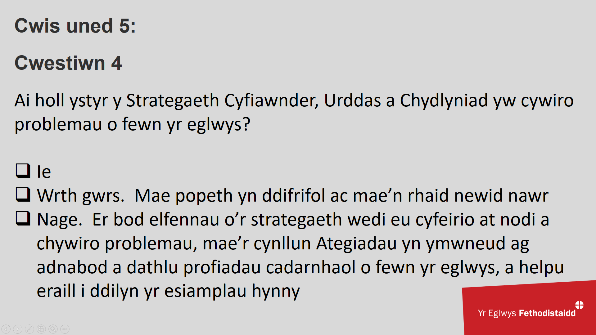 Cwis uned 5:
Cwestiwn 4
Ai holl ystyr y Strategaeth Cyfiawnder, Urddas a Chydlyniad yw cywiro
problemau o fewn yr eglwys?
Ie
Wrth gwrs. Mae popeth yn ddifrifol ac mae’n rhaid newid nawr
Nage. Er bod elfennau o’r strategaeth wedi eu cyfeirio at nodi a
chywiro problemau, mae’r cynllun Ategiadau yn ymwneud ag
adnabod a dathlu profiadau cadarnhaol o fewn yr eglwys, a helpu
eraill i ddilyn yr esiamplau hynny
Yr Eglwys Fethodistaidd